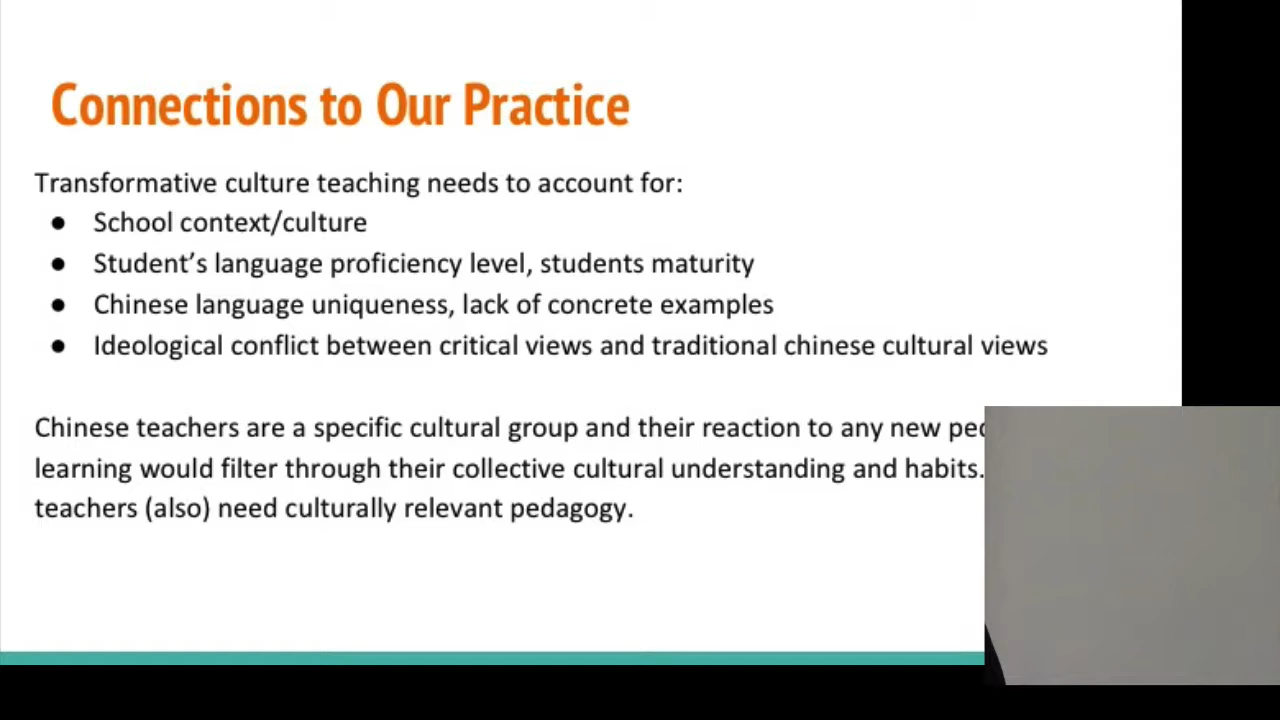 Connections to Our Practice
Transformative culture teaching needs to account for:
● School context/culture
● Student's language proficiency level, students maturity
● Chinese language uniqueness, lack of concrete examples
● Ideological conflict between critical views and traditional chinese cultural views
Chinese teachers are a specific cultural group and their reaction to any new
learning would filter through their collective cultural understanding and habits.
teachers (also) need culturally relevant pedagogy.